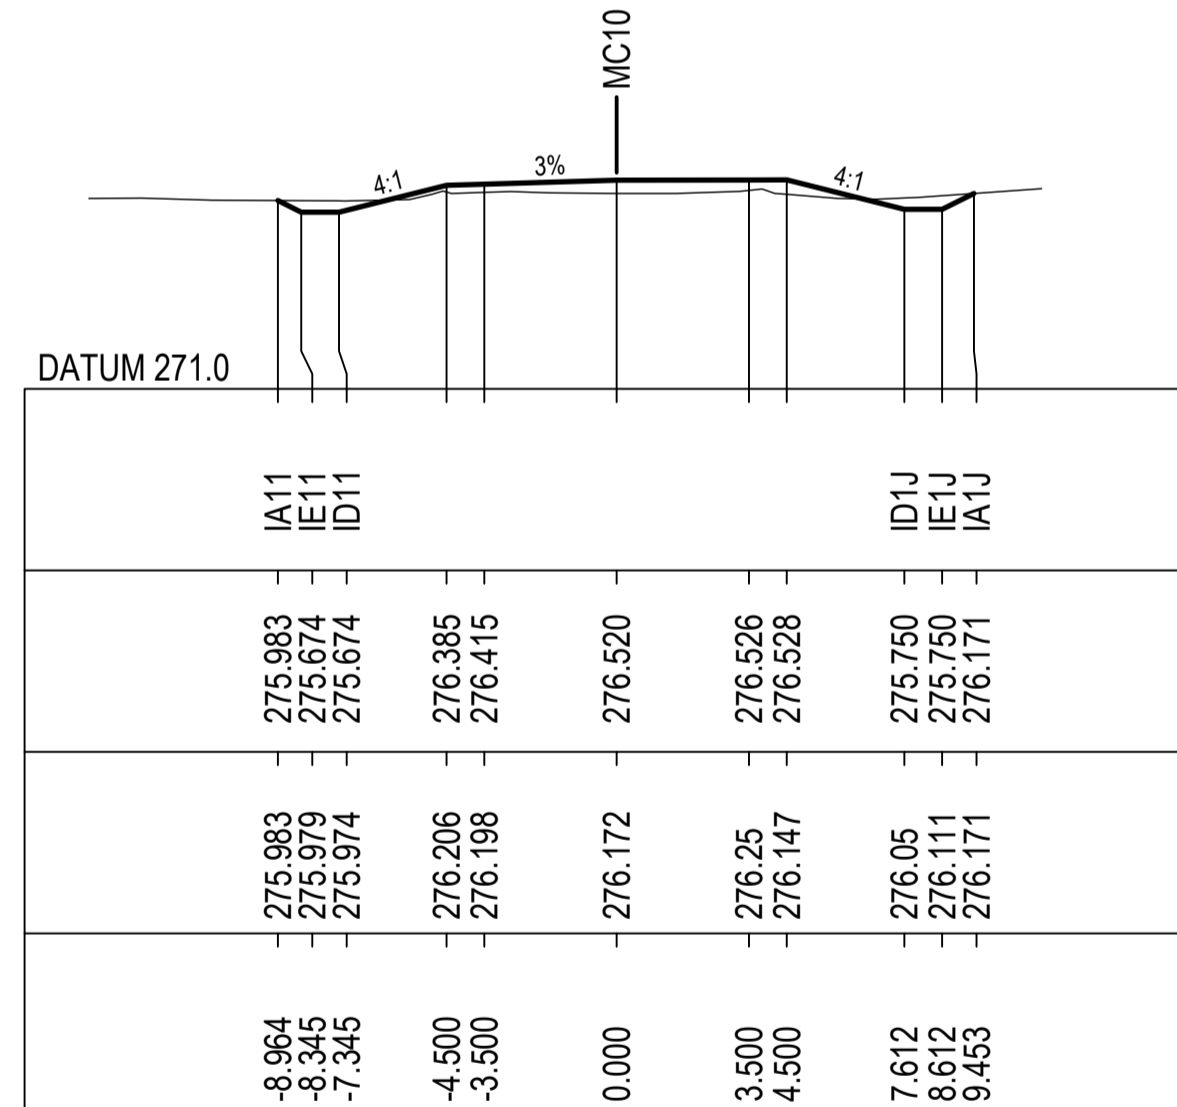 MC10
4:1 3% 4:1
DATUM 271.0
IA11 IE11 ID11 ID1J IE1J IA1J
275.983 275.674 275.674 276.385 276.415 276.520 276.526 276.528 275.750 275.750 276.171
275.983 275.979 275.974 276.206 276.198 276.172 276.25 276.147 276.05 276.111 276.171
-8.964 -8.345 -7.345 -4.500 -3.500 0.000 3.500 4.500 7.612 8.612 9.453